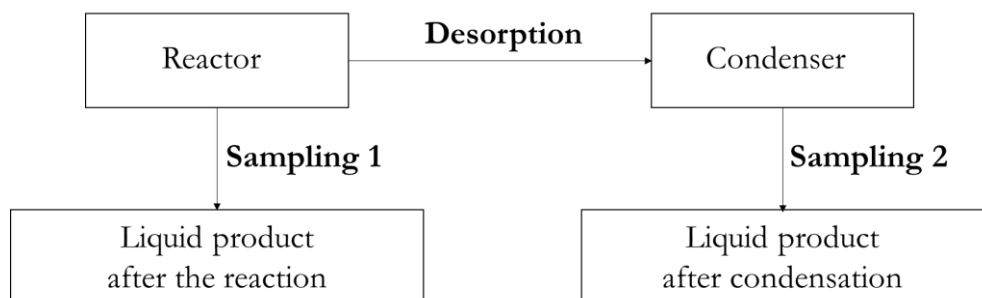 Desorption
Reactor
Condenser
Sampling 1
Sampling 2
Liquid product
after the reaction
Liquid product
after condensation